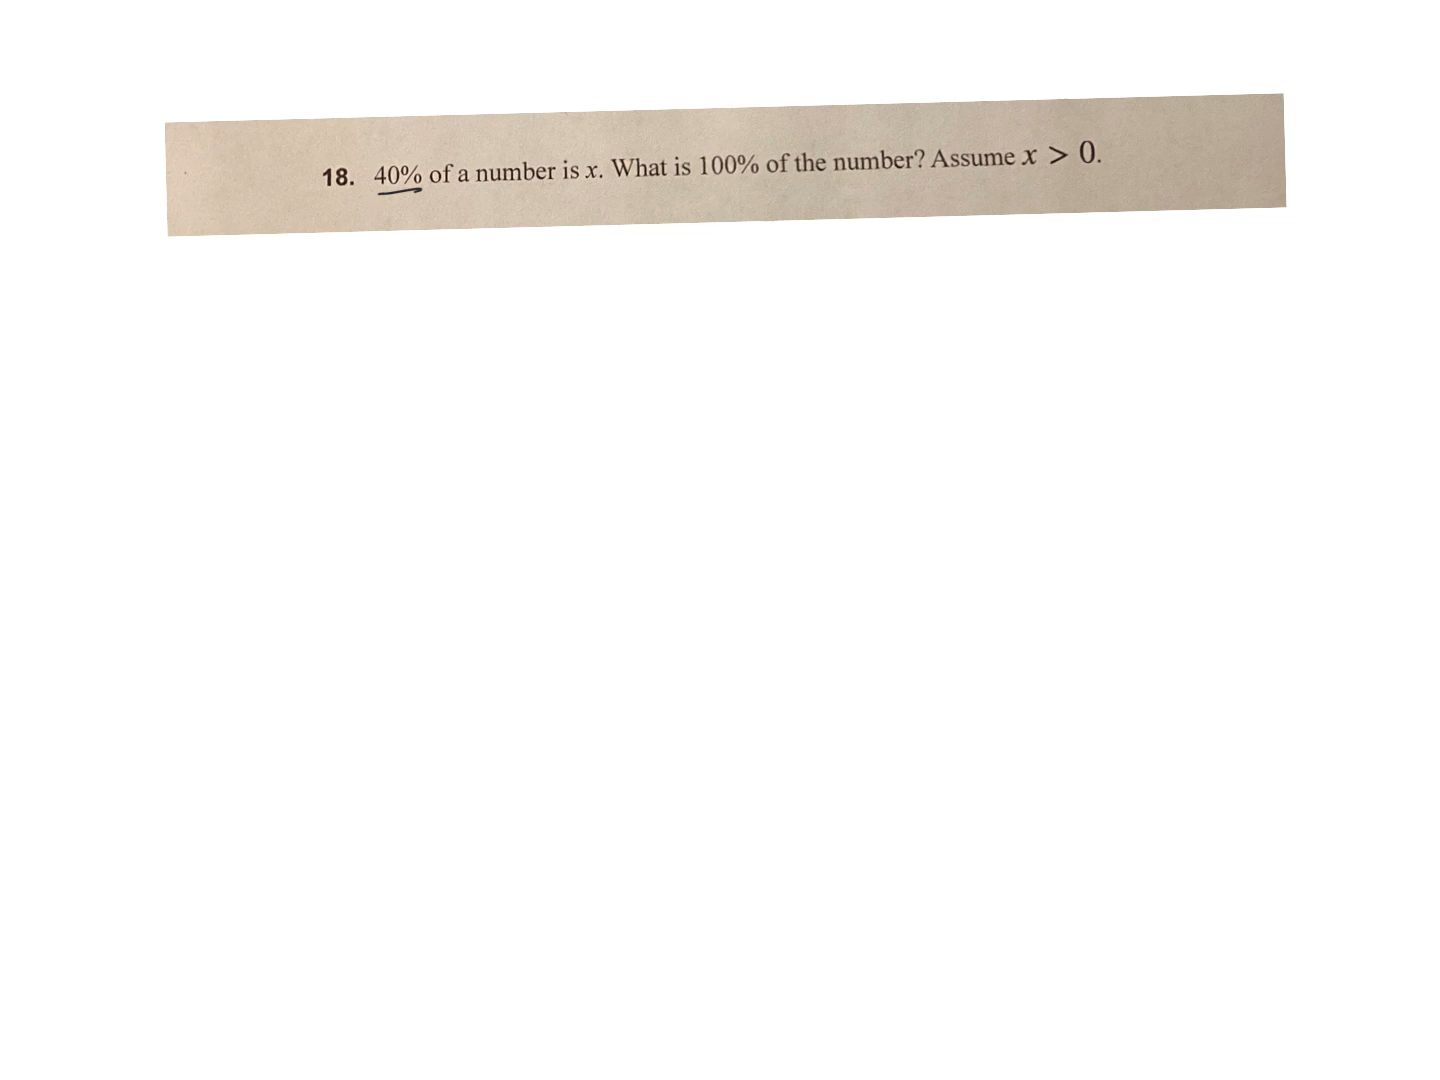 18. 40% of a number is x. What is 100% of the number? Assume x > 0.